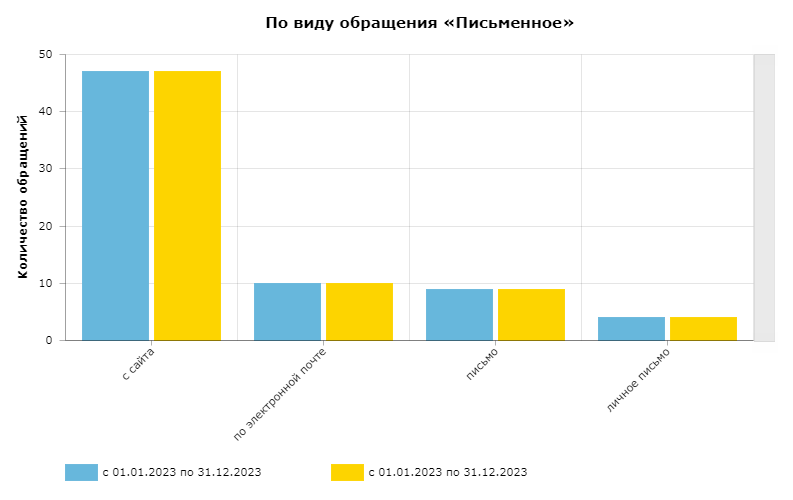 По виду обращения «Письменное»
Количество обращений
50
40
30
20
10
0
с сайта
по электронной почте
письмо
личное письмо
с 01.01.2023 по 31.12.2023
с 01.01.2023 по 31.12.2023